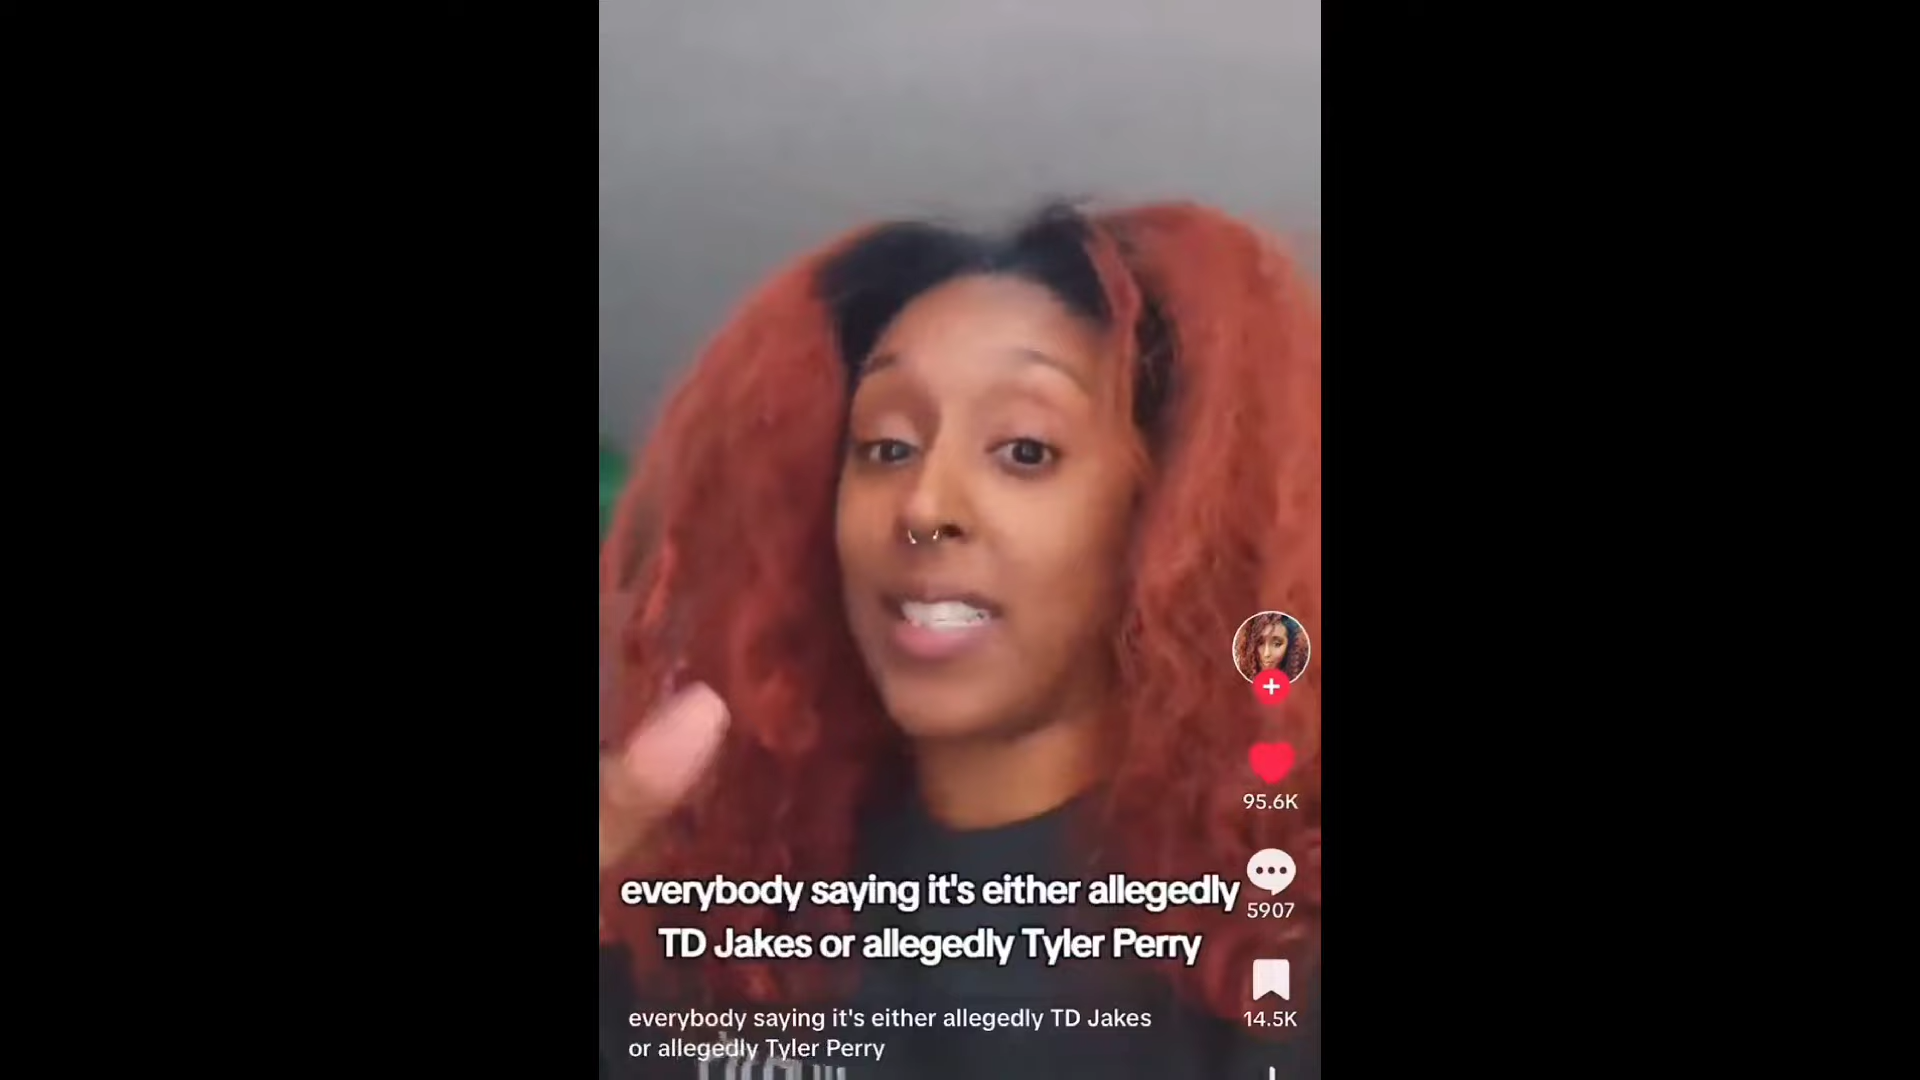 95.6K
everybody saying it's either allegedly
TD Jakes or allegedly Tyler Perry
5907
14.5K
everybody saying it's either allegedly TD Jakes
or allegedly Tyler Perry